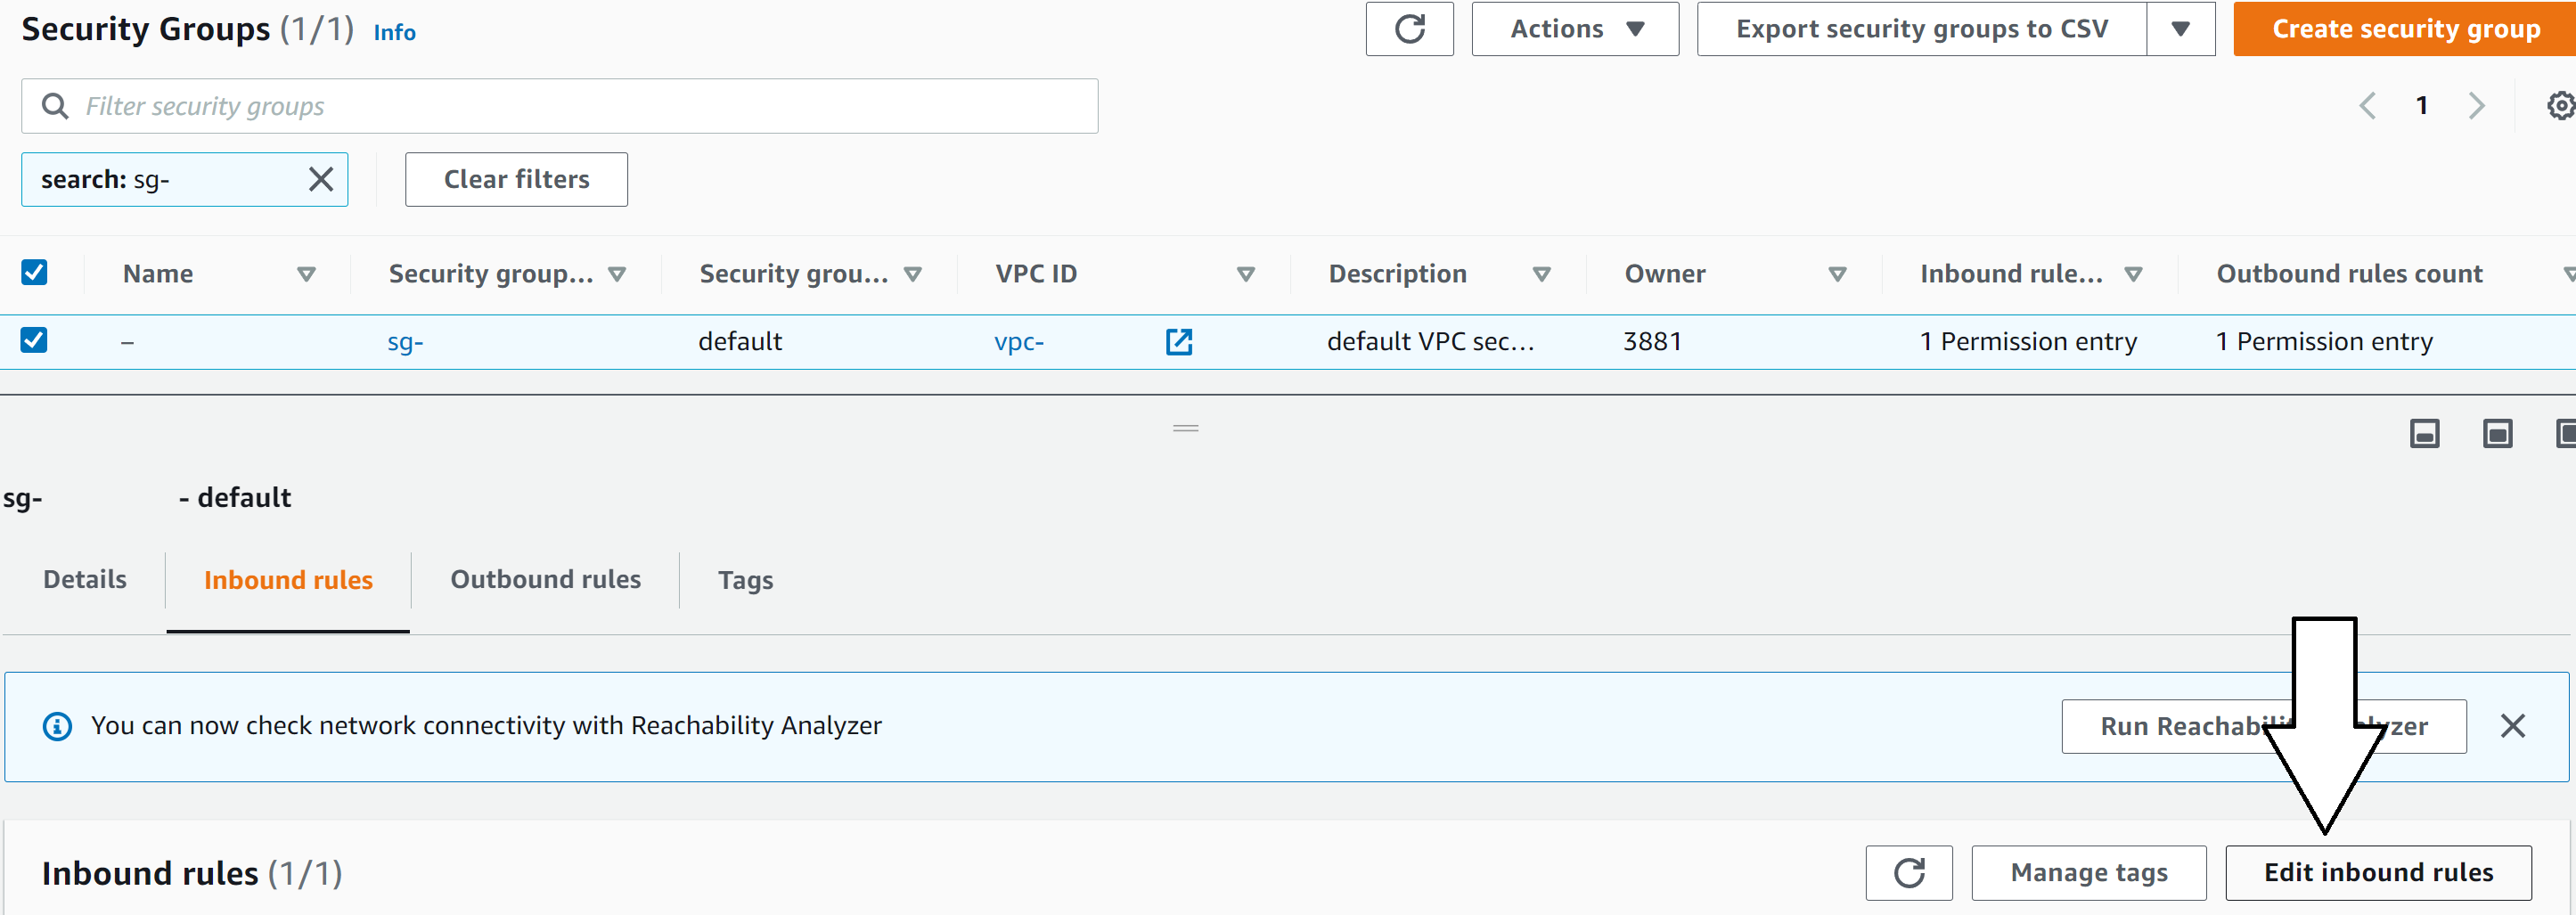 Security Groups (1/1) Info Actions Export security groups to CSV Create security group
Filter security groups 1
search: sg- Clear filters
Name Security group... Security grou... VPC ID Description Owner Inbound rule... Outbound rules count
– sg- default vpc- default VPC sec... 3881 1 Permission entry 1 Permission entry
sg- - default
Details Inbound rules Outbound rules Tags
You can now check network connectivity with Reachability Analyzer Run
Inbound rules (1/1) Manage tags Edit inbound rules